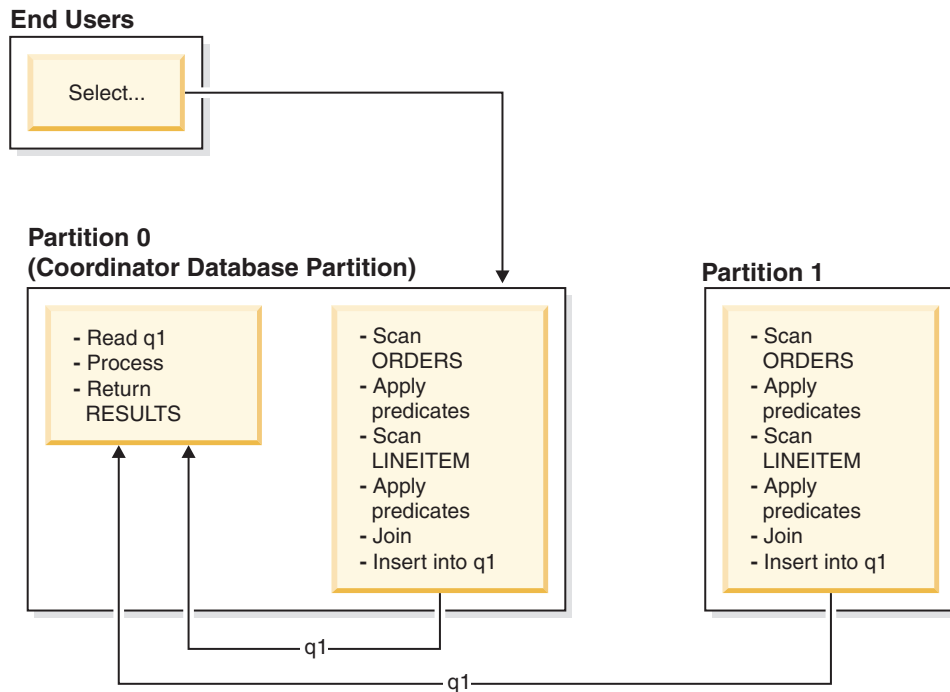 End Users
Select...
Partition 0
(Coordinator Database Partition)
- Read q1
- Process
- Return
RESULTS
- Scan
ORDERS
- Apply
predicates
- Scan
LINEITEM
- Apply
predicates
- Join
- Insert into q1
Partition 1
- Scan
ORDERS
- Apply
predicates
- Scan
LINEITEM
- Apply
predicates
- Join
- Insert into q1
q1
q1